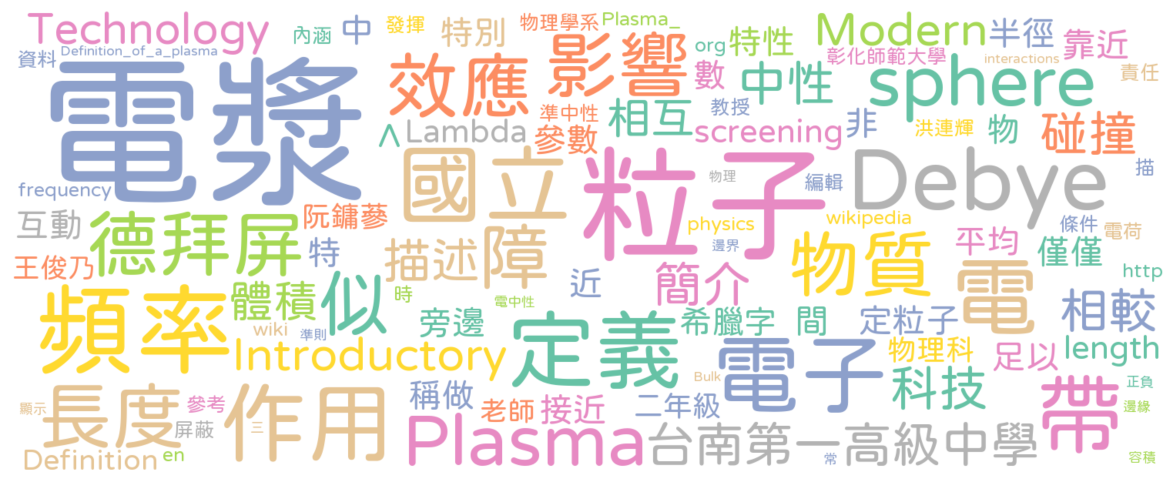 Technology 內涵 中 發揮 特別 物理學系 Plasma_ org 特性 Modern 半徑 靠近
資料 Definition_of_a_plasma 效應 影響 數 中性 彰化師範大學 sphere interactions 責任
電漿 Λ Lambda 準中性 參數 相互 教授 screening 非 洪連輝 物 碰撞
frequency 國立 粒子 物理 編輯 Debye 描
互動 德拜屏 阮鏞蔘 特 描述 障 近 physics 邊界 wikipedia 物質 平均 條件 電荷 僅僅
王俊乃 體積 似 時 電中性 簡介 電 http
頻率 wiki 準則 旁邊 希臘字 間 定粒子 相較
Introductory 定義 電子 物理科 足以 length
長度 作用 稱做 Bulk 科技 帶 正負
顯示 參考 屏蔽 三 老師 接近 二年級 邊緣
Definition en Plasma 台南第一高級中學 常 容積